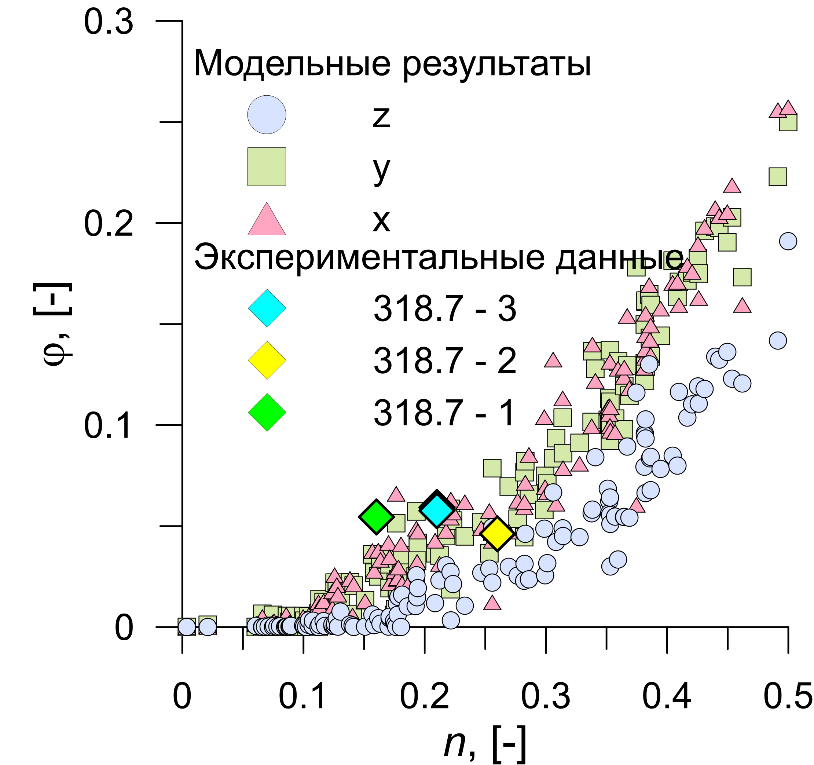 0.3
Модельные результаты
z
y
x
0.2
Экспериментальные данные
318.7 - 3
318.7 - 2
318.7 - 1
φ, [-]
0.1
0
0 0.1 0.2 0.3 0.4 0.5
n, [-]